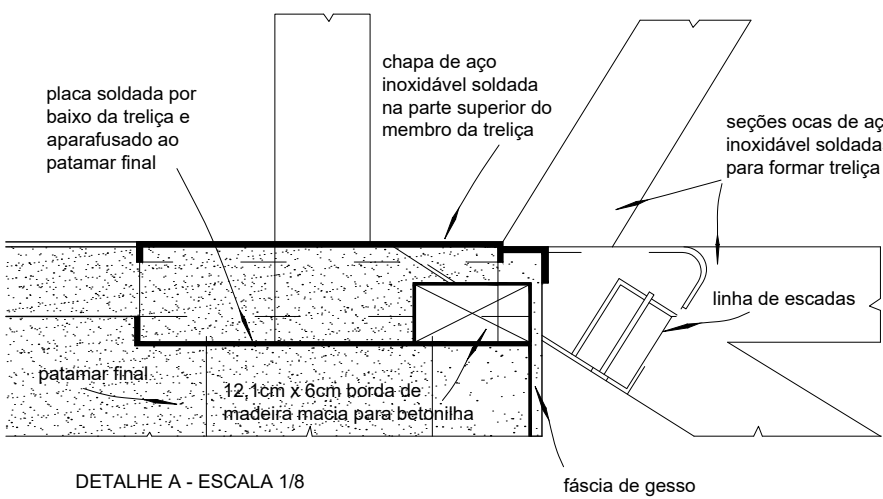 placa soldada por
baixo da treliça e
aparafusado ao
patamar final
chapa de aço
inoxidável soldada
na parte superior do
membro da treliça
seções ocas de aç
inoxidável soldada
para formar treliça
linha de escadas
patamar final
12,1cm x 6cm borda de
madeira macia para betonilha
DETALHE A - ESCALA 1/8
fáscia de gesso